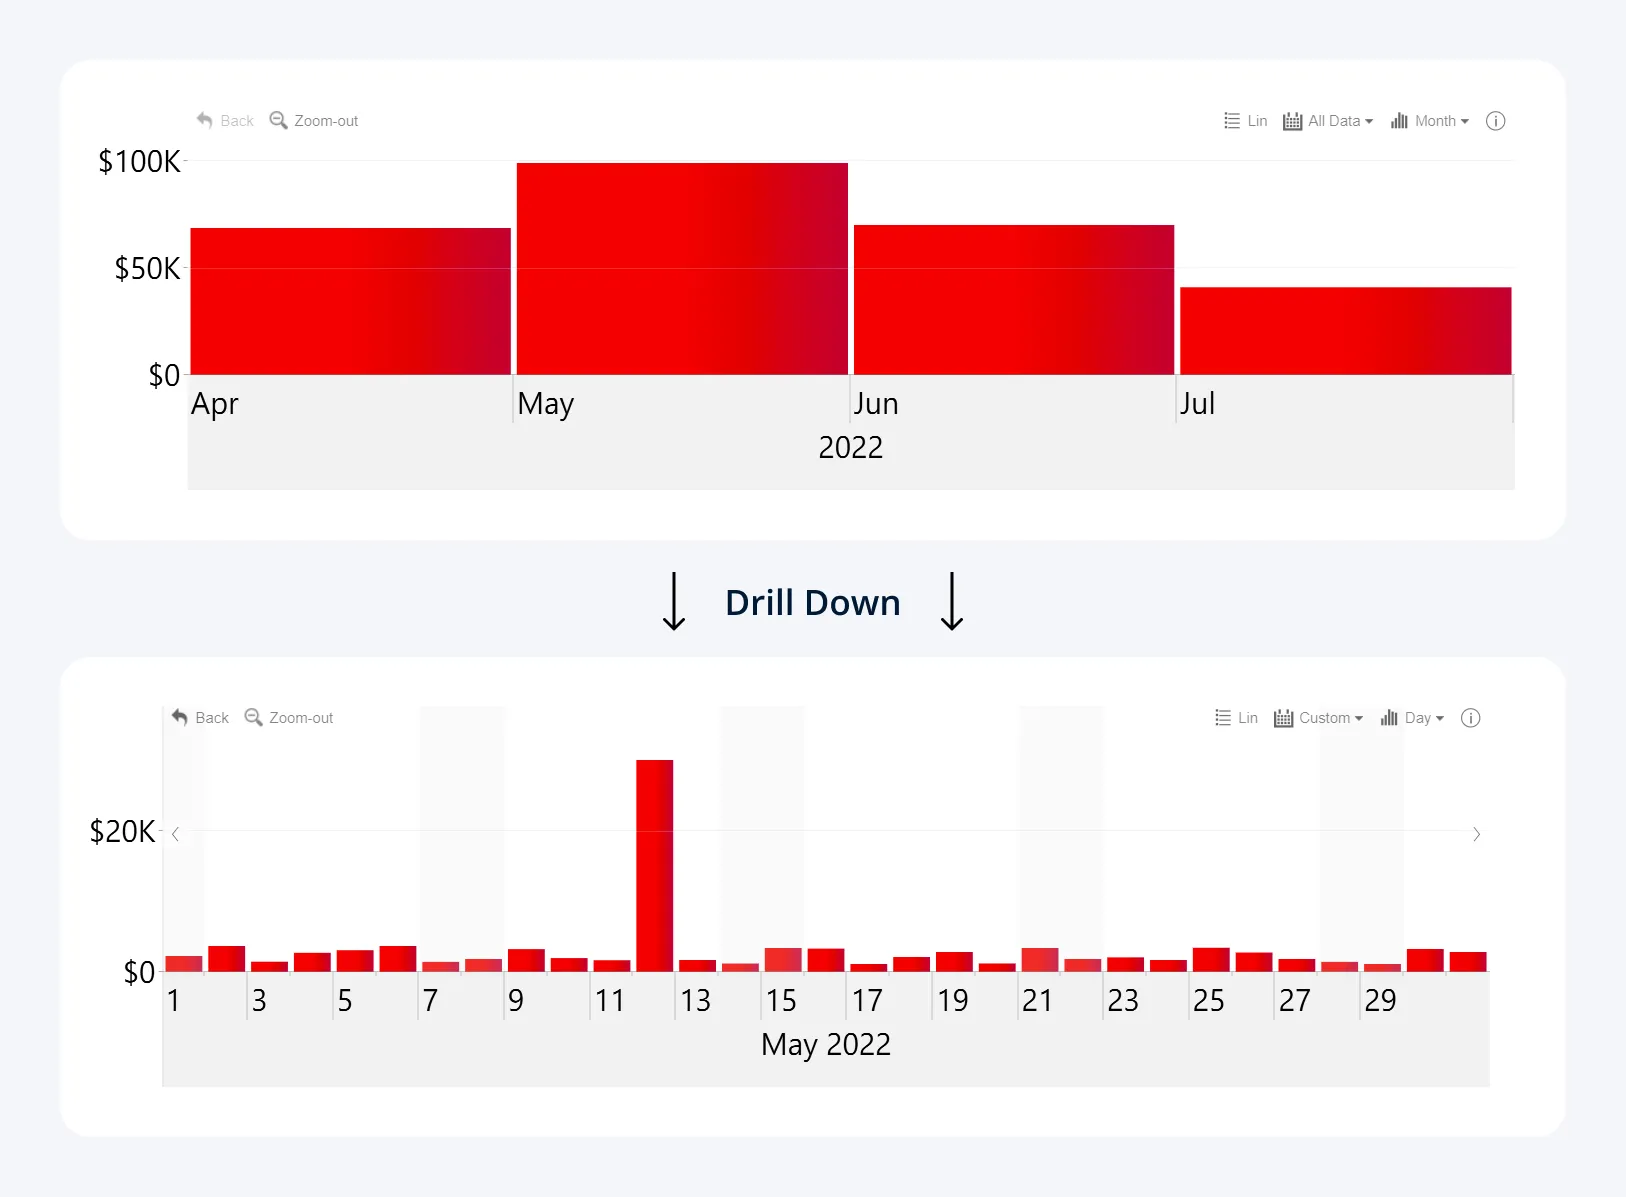 Back Zoom-out Lin All Data Month
$100K
$50K
$0
Apr May Jun Jul
2022
Drill Down
Back Zoom-out Lin Custom Day
$20K
$0
1 3 5 7 9 11 13 15 17 19 21 23 25 27 29
May 2022